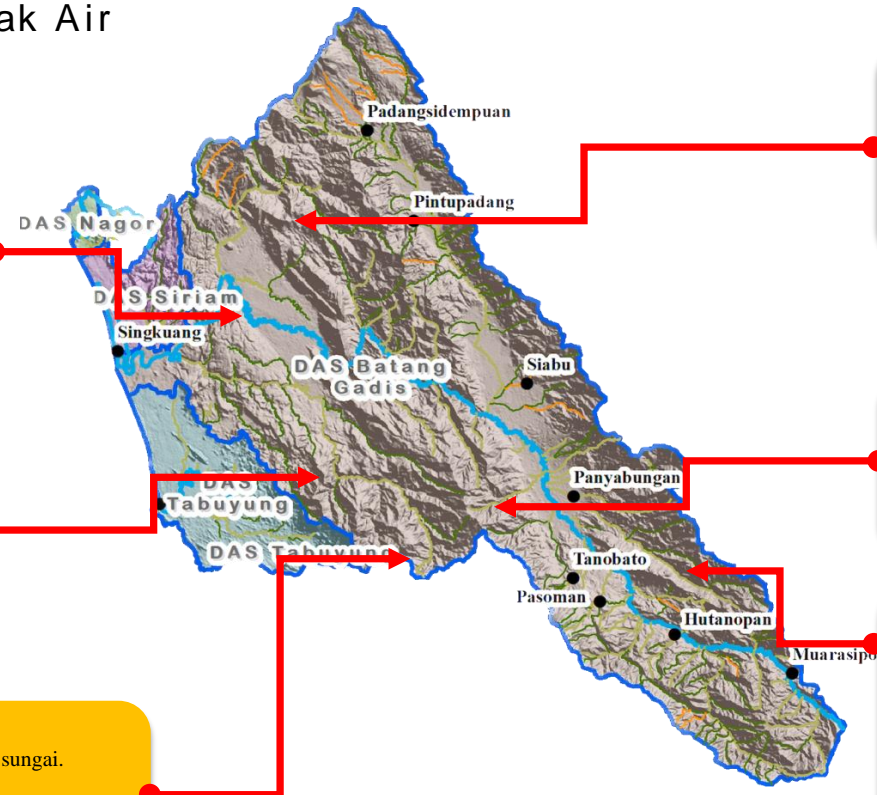 ak Air
Padangsidempuan
Pintupadang
DAS Nagor
DAS Siriam
Singkuang
DAS Batang
Gadis
Siabu
Panyabungan
DAS
Tabuyung
DAS Tabuyung
Tanobato
Pasoman
Hutanopan
Muarasipo
sungai.